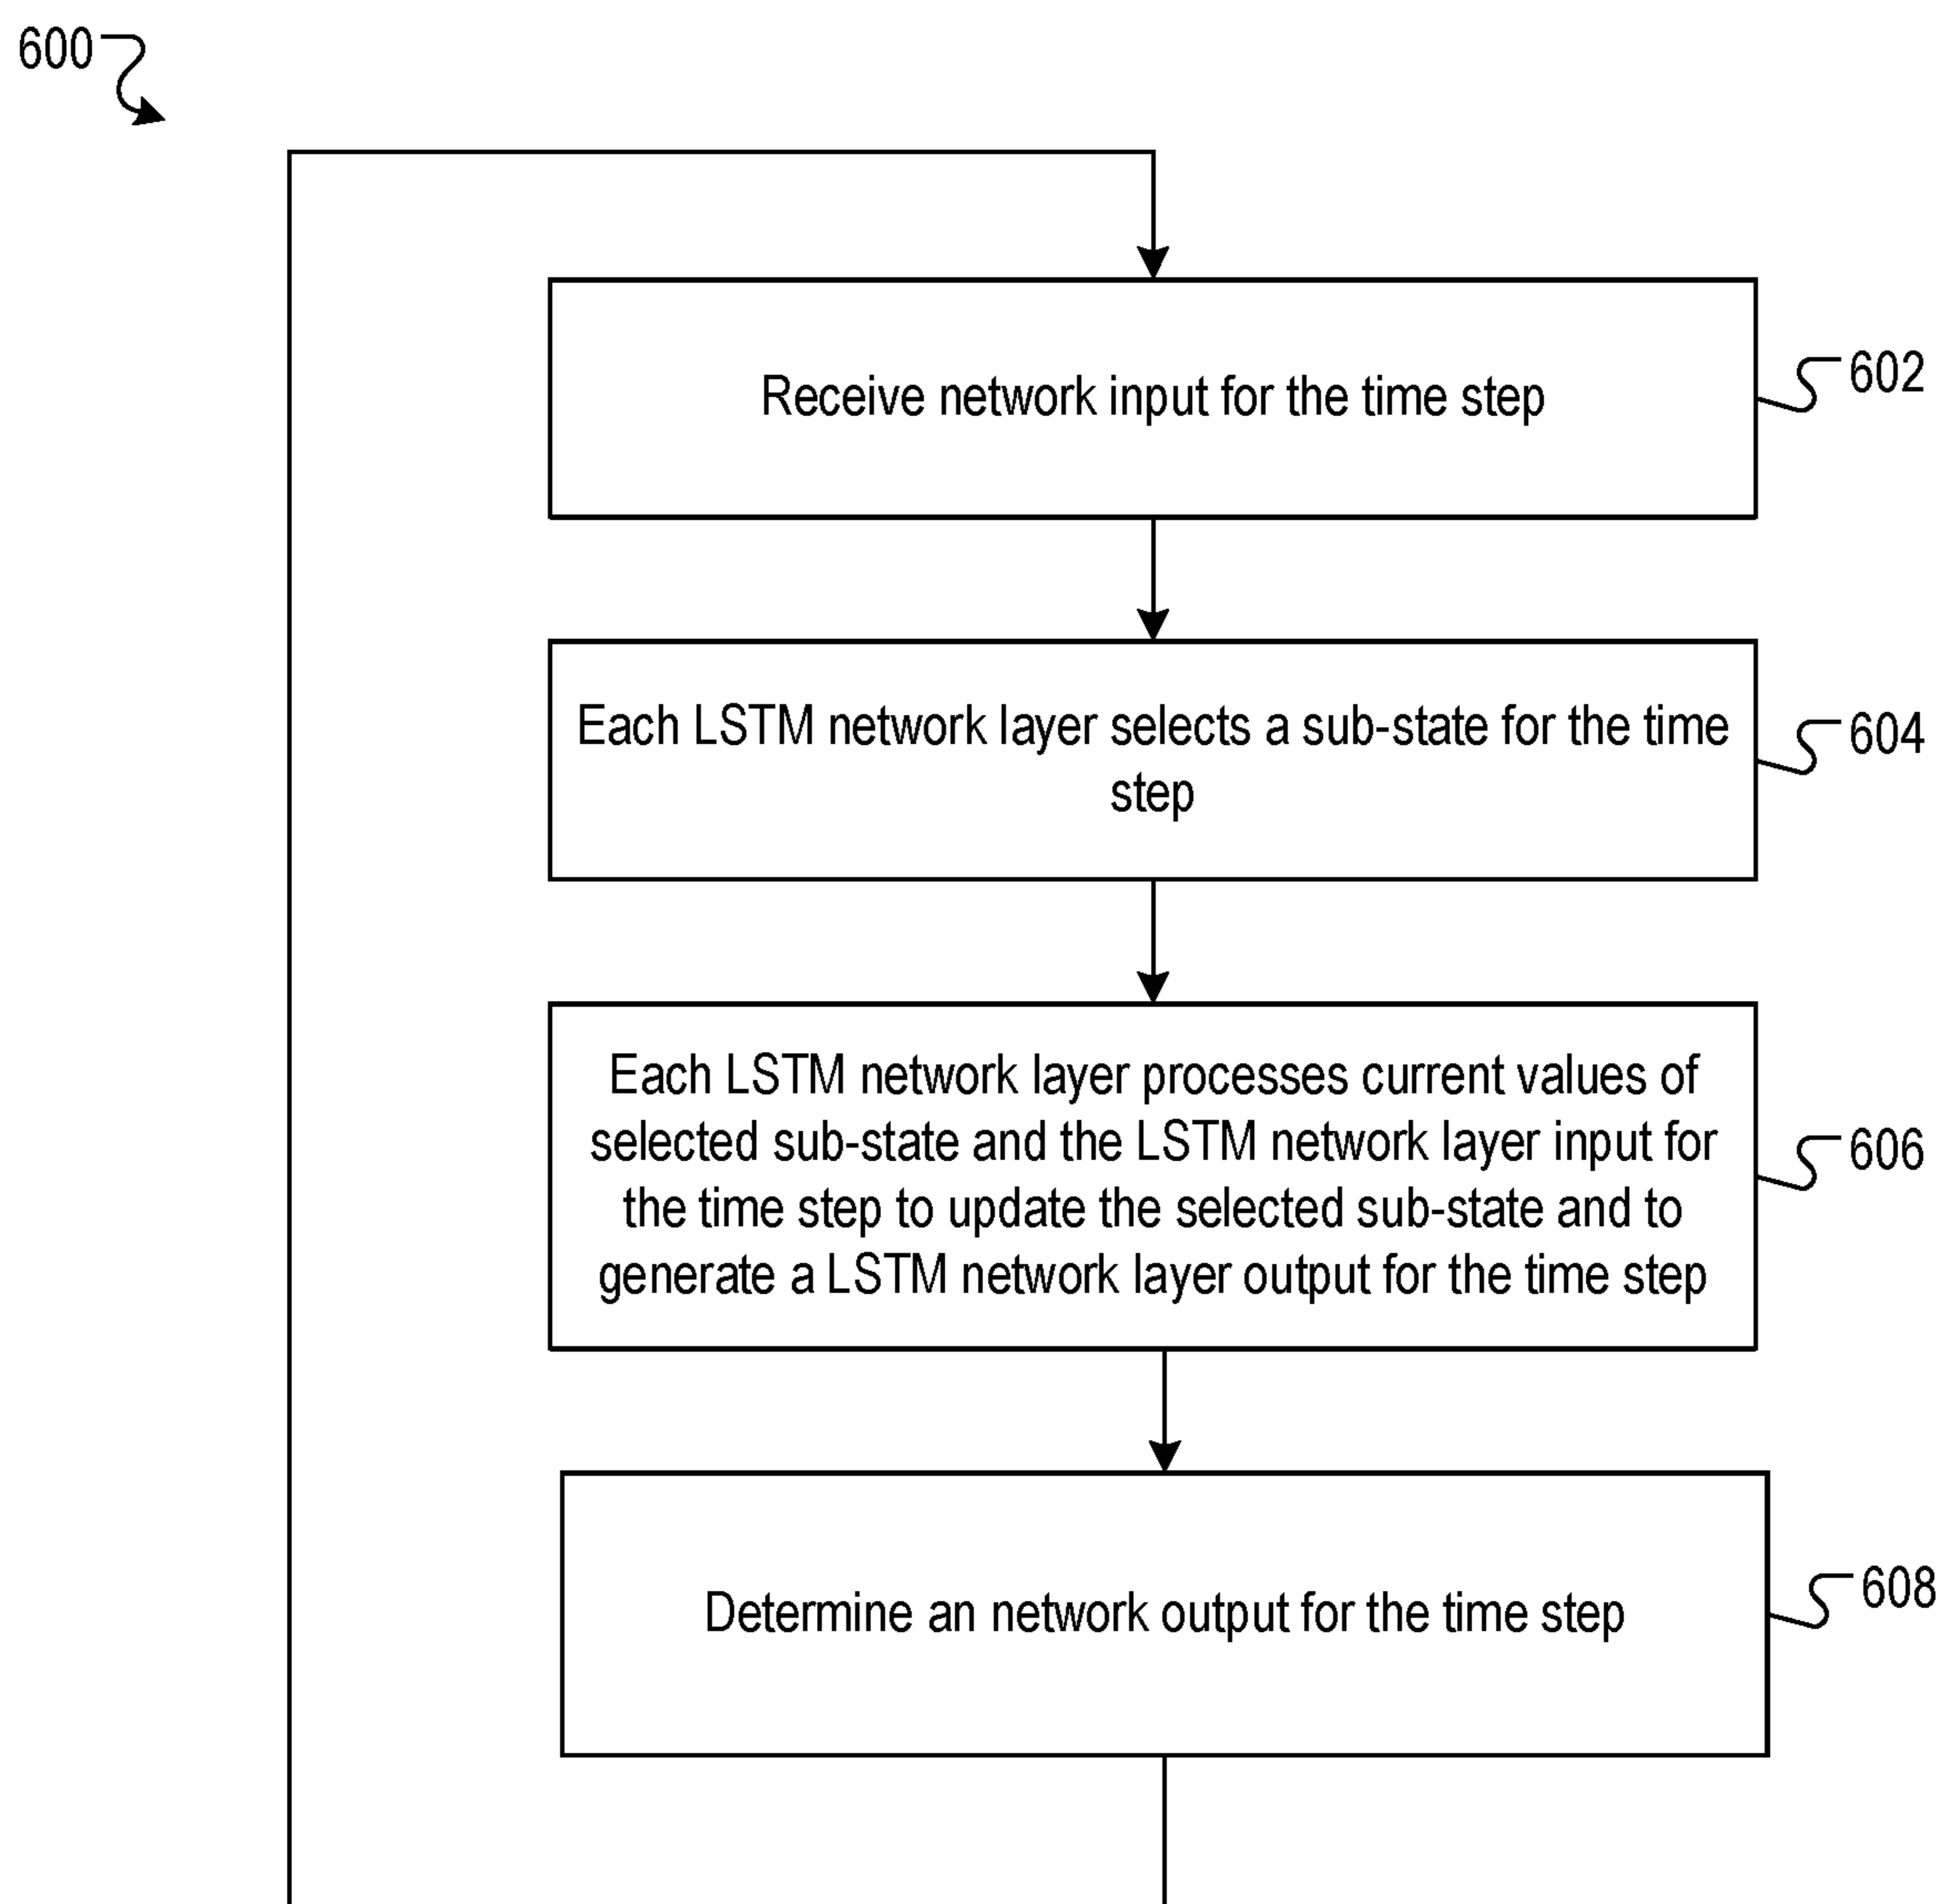 600
Receive network input for the time step
602
Each LSTM network layer selects a sub-state for the time
step
604
Each LSTM network layer processes current values of
selected sub-state and the LSTM network layer input for
the time step to update the selected sub-state and to
generate a LSTM network layer output for the time step
606
Determine an network output for the time step
608